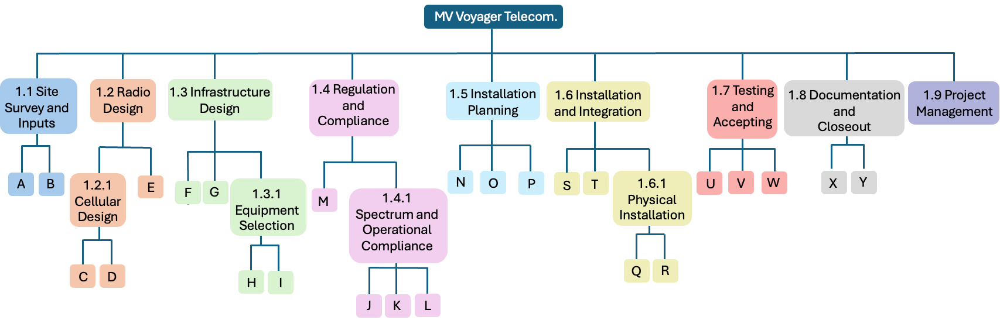 MV Voyager Telecom.
1.1 Site
Survey and
Inputs
1.2 Radio
Design
1.3 Infrastructure
Design
1.4 Regulation
and
Compliance
1.5 Installation
Planning
1.6 Installation
and Integration
1.7 Testing
and
Accepting
1.8 Documentation
and
Closeout
1.9 Project
Management
A
B
1.2.1
Cellular
Design
E
C
D
F
G
1.3.1
Equipment
Selection
H
I
M
1.4.1
Spectrum and
Operational
Compliance
J
K
L
N
O
P
S
T
1.6.1
Physical
Installation
Q
R
U
V
W
X
Y